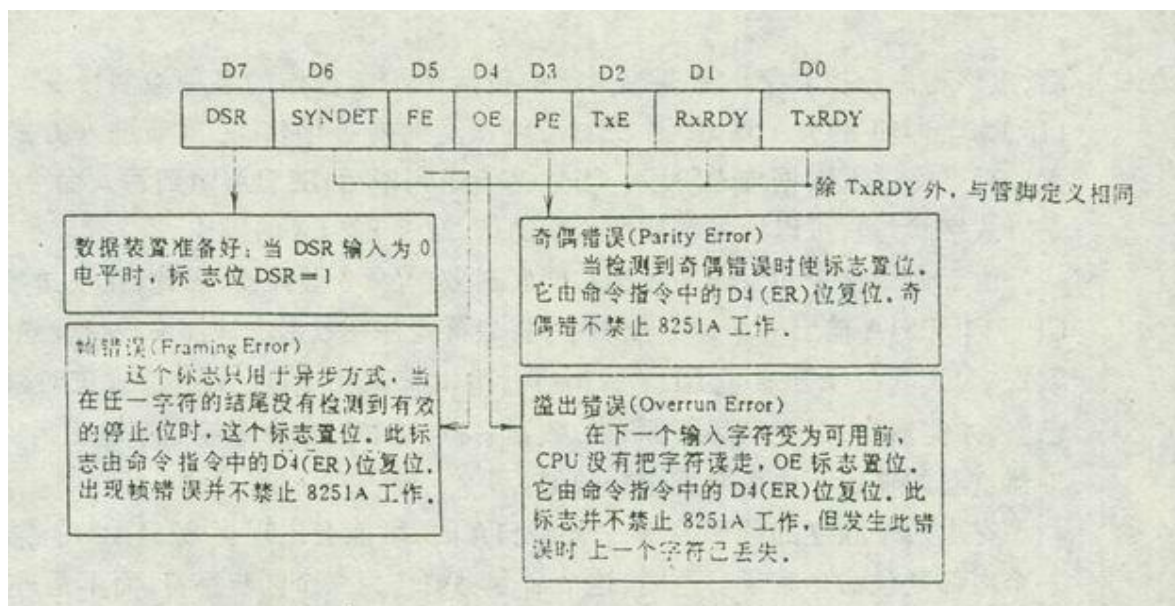 D7 D6 D5 D4 D3 D2 D1 D0
DSR SYNDET FE OE PE TxE RxRDY TxRDY
除 TxRDY 外，与管脚定义相同
数据装置准备好：当 DSR 输入为 0
电平时，标志位 DSR＝1
奇偶错误(Parity Error)
当检测到奇偶错误时使标志置位。
它由命令指令中的D4(ER)位复位。奇
偶错不禁止 8251A 工作。
帧错误(Framing Error)
这个标志只用于异步方式，当
在任一字符的结尾没有检测到有效
的停止位时，这个标志置位。此标
志由命令指令中的D4(ER)位复位。
出现帧错误并不禁止 8251A 工作。
溢出错误(Overrun Error)
在下一个输入字符变为可用前、
CPU 没有把字符读走，OE 标志置位。
它由命令指令中的D4(ER)位复位。此
标志并不禁止 8251A 工作，但发生此错
误时上一个字符已丢失。